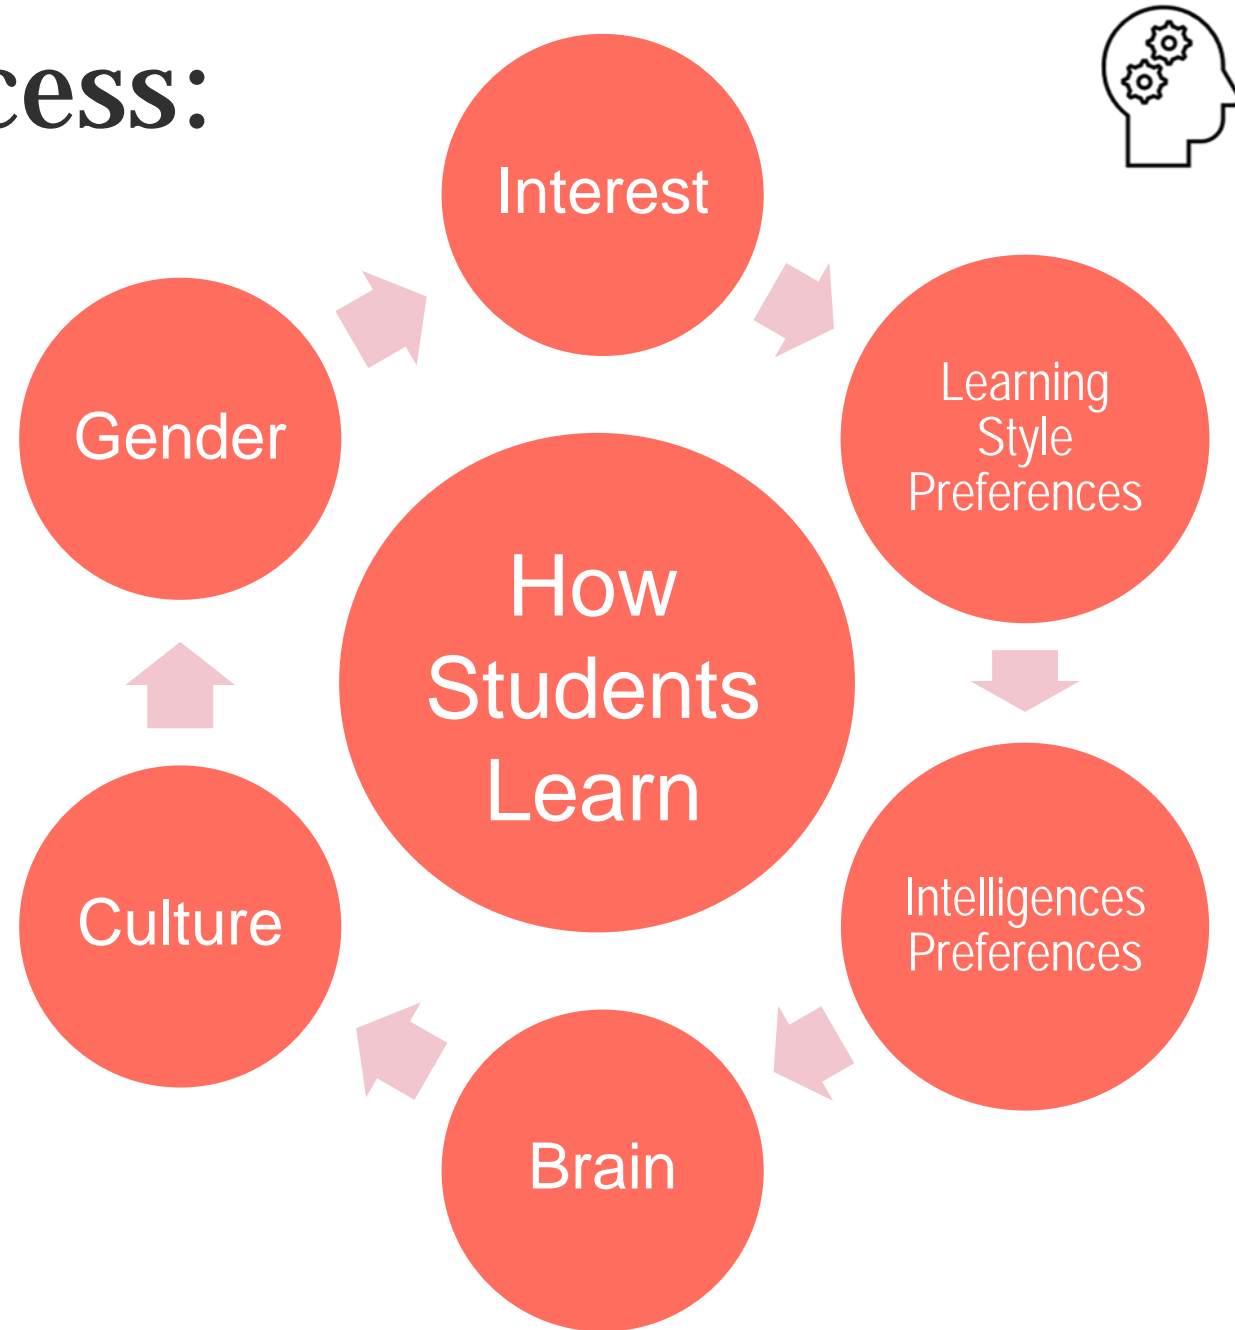 cess:
Interest
Learning
Style
Preferences
Gender
How
Students
Learn
Intelligences
Preferences
Culture
Brain